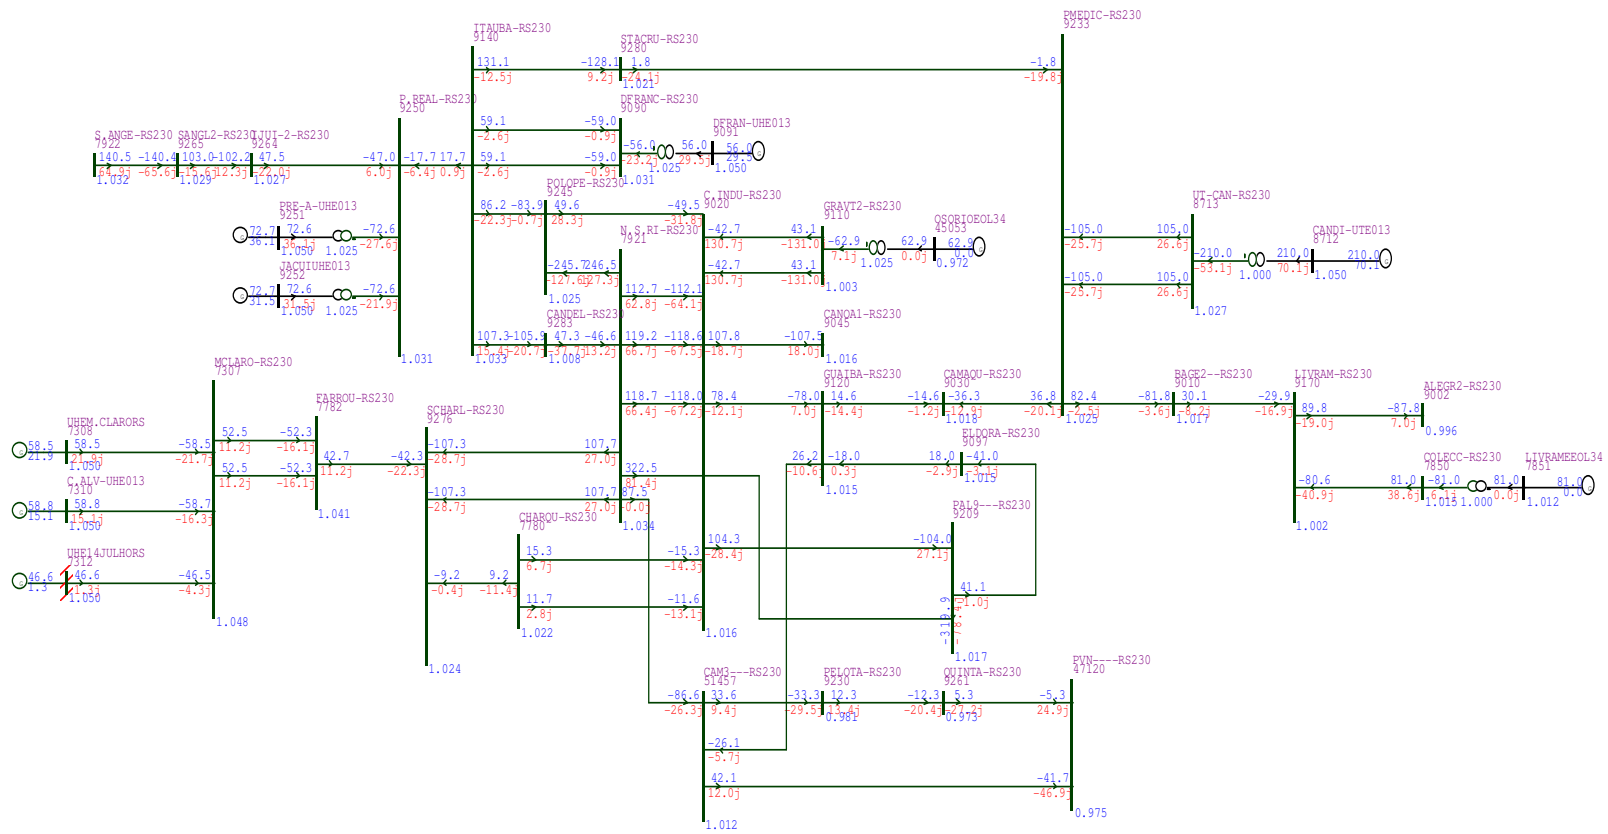 PMEDIC-RS230
9233
ITAUBA-RS230
9140
STACRU-RS230
9280
131.1
-12.5j
-128.1
9.2j
1.8
-24.1j
1.021
-1.8
-19.8j
P.REAL-RS230
9250
DFRANC-RS230
9090
59.1
-2.6j
-59.0
-0.9j
DFRAN-UHE013
9091
-56.0
-23.2j
1.025
56.0
29.5j
1.050
56.0
29.5
S.ANGE-RS230
7922
SANGL2-RS230
9265
IJUI-2-RS230
9264
140.5
64.9j
1.032
-140.4
-65.6j
103.0
-15.6j
1.029
-102.2
12.3j
47.5
-22.0j
1.027
-47.0
6.0j
-17.7
-6.4j
17.7
0.9j
59.1
-2.6j
-59.0
-0.9j
1.031
POLOPE-RS230
9245
C.INDU-RS230
9020
UT-CAN-RS230
8713
PRE-A-UHE013
9251
86.2
-22.3j
-83.9
-0.7j
49.6
28.3j
-49.5
-31.8j
GRAVT2-RS230
9110
OSORIOEOL34
45053
CANDI-UTE013
8712
72.7
36.1
72.6
36.1j
1.050
1.025
-72.6
-27.6j
N.S.RI-RS230
7921
-42.7
130.7j
43.1
-131.0j
-62.9
7.1j
1.025
62.9
0.0j
0.972
62.9
0.0
-105.0
-25.7j
105.0
26.6j
-210.0
-53.1j
1.000
210.0
70.1j
1.050
210.0
70.1
JACUIUHE013
9252
-245.7
-127.6j
246.5
127.3j
-42.7
130.7j
43.1
-131.0j
1.003
72.7
31.5
72.6
31.5j
1.050
1.025
-72.6
-21.9j
1.025
112.7
62.8j
-112.1
-64.1j
-105.0
-25.7j
105.0
26.6j
1.027
CANDEL-RS230
9283
CANOA1-RS230
9045
107.3
15.4j
1.033
-105.9
-20.7j
47.3
-37.7j
1.008
-46.6
13.2j
119.2
66.7j
-118.6
-67.5j
107.8
-18.7j
-107.5
18.0j
1.016
1.031
MCLARO-RS230
7307
GUAIBA-RS230
9120
CAMAQU-RS230
9030
BAGE2--RS230
9010
LIVRAM-RS230
9170
ALEGR2-RS230
9002
FARROU-RS230
7782
118.7
66.4j
-118.0
-67.2j
78.4
-12.1j
-78.0
7.0j
14.6
-14.4j
-14.6
-1.2j
-36.3
-12.9j
1.018
36.8
-20.1j
82.4
-2.5j
1.025
-81.8
-3.6j
30.1
-8.2j
1.017
-29.9
-16.9j
89.8
-19.0j
-87.8
7.0j
0.996
SCHARL-RS230
9276
UHEM.CLARORS
7308
52.5
11.2j
-52.3
-16.1j
ELDORA-RS230
9097
58.5
21.9
58.5
21.9j
1.050
-58.5
-21.7j
42.7
11.2j
-42.3
-22.3j
-107.3
-28.7j
107.7
27.0j
26.2
-10.6j
-18.0
0.3j
18.0
-2.9j
-41.0
-3.1j
1.015
COLECC-RS230
7850
LIVRAMEEOL34
7851
C.ALV-UHE013
7310
52.5
11.2j
-52.3
-16.1j
322.5
81.4j
1.015
-80.6
-40.9j
81.0
38.6j
-81.0
6.1j
1.015
1.000
81.0
0.0j
1.012
81.0
0.0
58.8
15.1
58.8
15.1j
1.050
-58.7
-16.3j
1.041
-107.3
-28.7j
107.7
27.0j
87.5
-0.0j
1.034
PAL9---RS230
9209
1.002
CHARQU-RS230
7780
UHE14JULHORS
7312
15.3
6.7j
-15.3
-14.3j
104.3
-28.4j
-104.0
27.1j
46.6
1.3
46.6
1.3j
1.050
-46.5
-4.3j
-9.2
-0.4j
9.2
-11.4j
41.1
1.0j
11.7
2.8j
-11.6
-13.1j
-319.9
-78.4j
1.048
1.022
1.016
1.017
1.024
CAM3---RS230
51457
PELOTA-RS230
9230
QUINTA-RS230
9261
PVN----RS230
47120
-86.6
-26.3j
33.6
9.4j
-33.3
-29.5j
12.3
13.4j
0.981
-12.3
-20.4j
5.3
-27.2j
0.973
-5.3
24.9j
-26.1
-5.7j
42.1
12.0j
-41.7
-46.9j
1.012
0.975